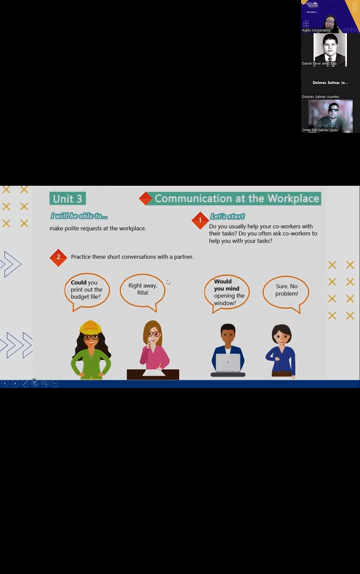 Dolores Salinas (o...
Unit 3
Communication at the Workplace
I will be able to...
make polite requests at the workplace.
1
Let's start
Do you usually help your co-workers with
their tasks? Do you often ask co-workers to
help you with your tasks?
2
Practice these short conversations with a partner.
Could you
print out the
budget file?
Right away,
Rita!
Would
you mind
opening the
window?
Sure. No
problem!